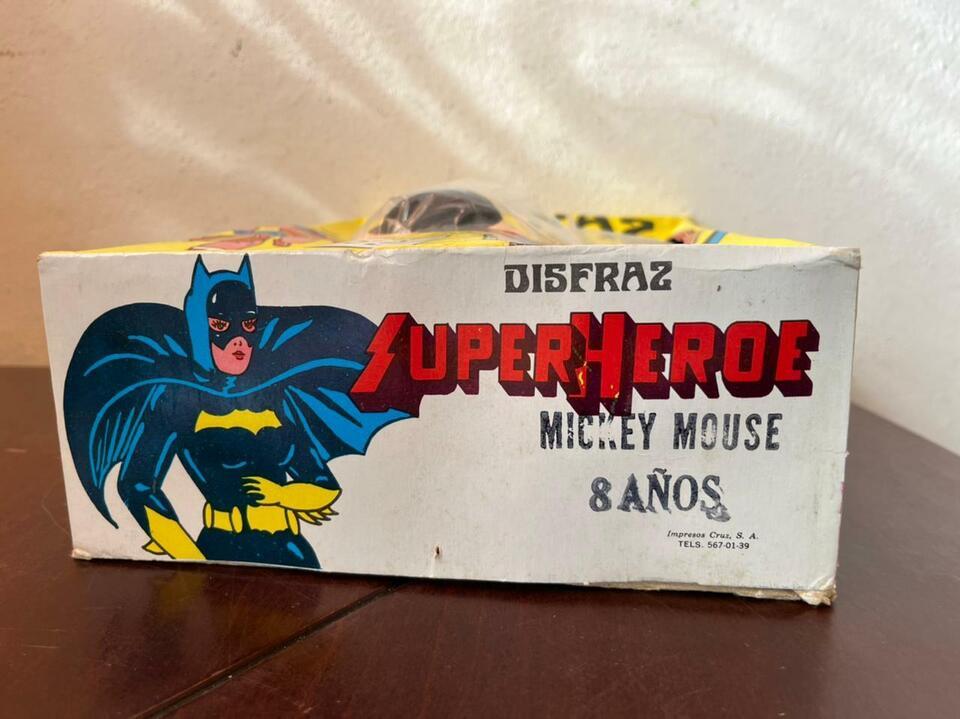 DISFRAZ
SUPERHEROE
MICKEY MOUSE
8 AÑOS
Impresos Cruz, S. A.
TELS. 567-01-39